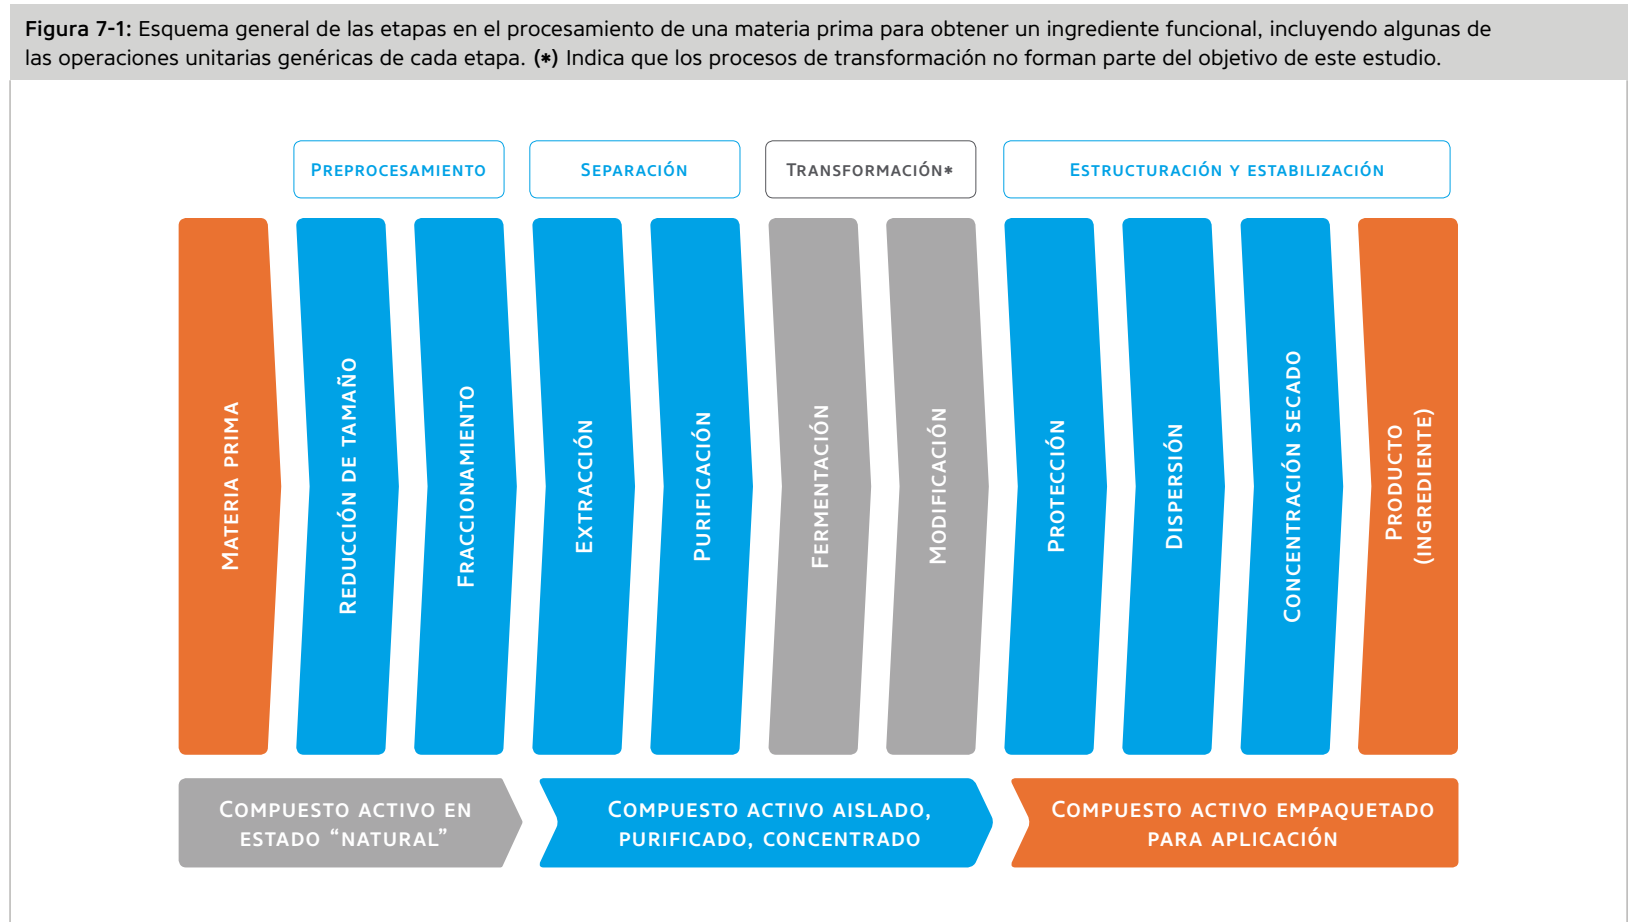 Figura 7-1: Esquema general de las etapas en el procesamiento de una materia prima para obtener un ingrediente funcional, incluyendo algunas de
las operaciones unitarias genéricas de cada etapa. (*) Indica que los procesos de transformación no forman parte del objetivo de este estudio.
Preprocesamiento
Separación
Transformación*
Estructuración y estabilización
Materia prima
Reducción de tamaño
Fraccionamiento
Extracción
Purificación
Fermentación
Modificación
Protección
Dispersión
Concentración secado
Producto
(ingrediente)
Compuesto activo en
estado “natural”
Compuesto activo aislado,
purificado, concentrado
Compuesto activo empaquetado
para aplicación